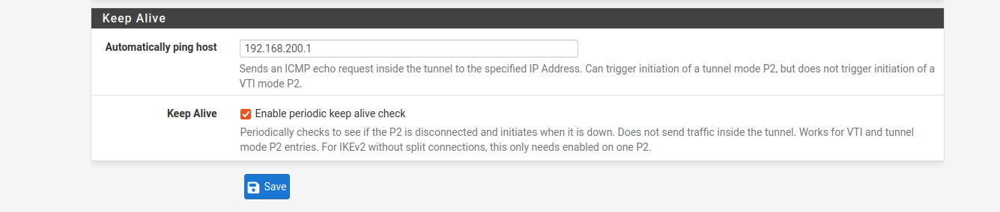 Keep Alive
Automatically ping host
192.168.200.1
Sends an ICMP echo request inside the tunnel to the specified IP Address. Can trigger initiation of a tunnel mode P2, but does not trigger initiation of a
VTI mode P2.
Keep Alive
Enable periodic keep alive check
Periodically checks to see if the P2 is disconnected and initiates when it is down. Does not send traffic inside the tunnel. Works for VTI and tunnel
mode P2 entries. For IKEv2 without split connections, this only needs enabled on one P2.
Save